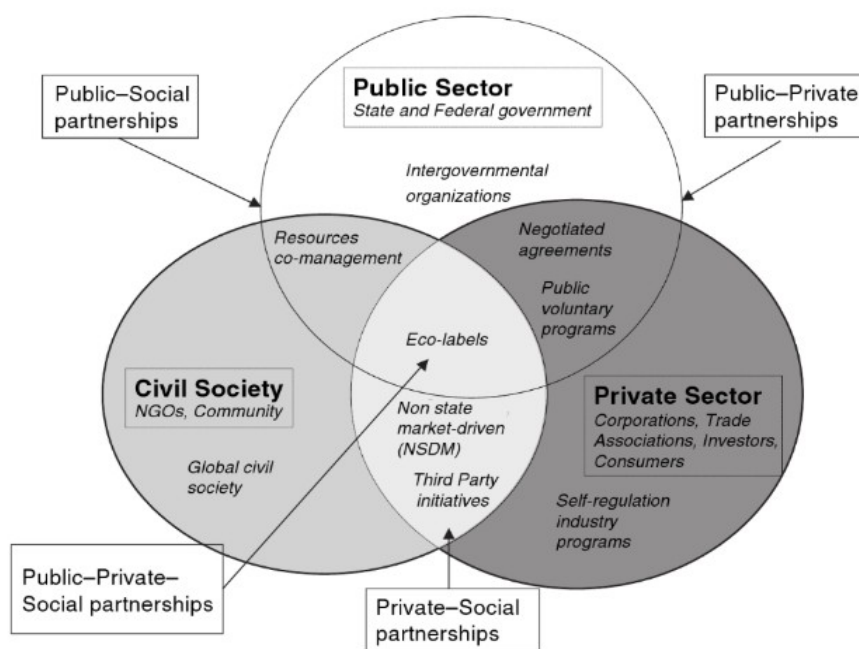 Public Sector
State and Federal government
Public–Social
partnerships
Public–Private
partnerships
Intergovernmental
organizations
Resources
co-management
Negotiated
agreements
Public
voluntary
programs
Eco-labels
Civil Society
NGOs, Community
Non state
market-driven
(NSDM)
Private Sector
Corporations, Trade
Associations, Investors,
Consumers
Global civil
society
Third Party
initiatives
Self-regulation
industry
programs
Public–Private–
Social partnerships
Private–Social
partnerships